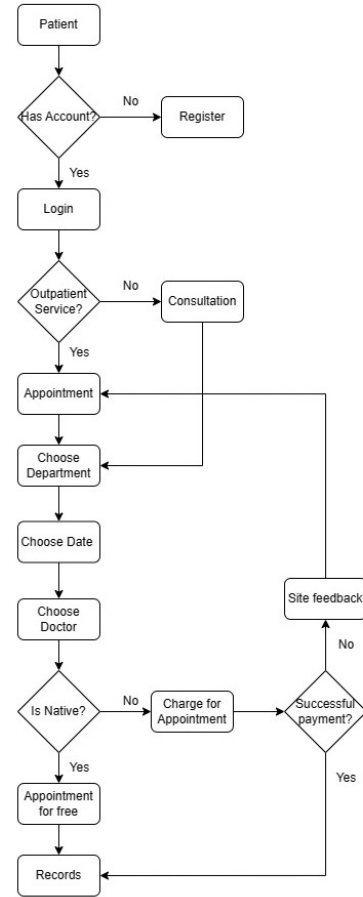 Patient
Has Account?
No
Register
Yes
Login
Outpatient
Service?
No
Consultation
Yes
Appointment
Choose
Department
Choose Date
Choose
Doctor
Site feedback
No
Is Native?
No
Charge for
Appointment
Successful
payment?
Yes
Yes
Appointment
for free
Records